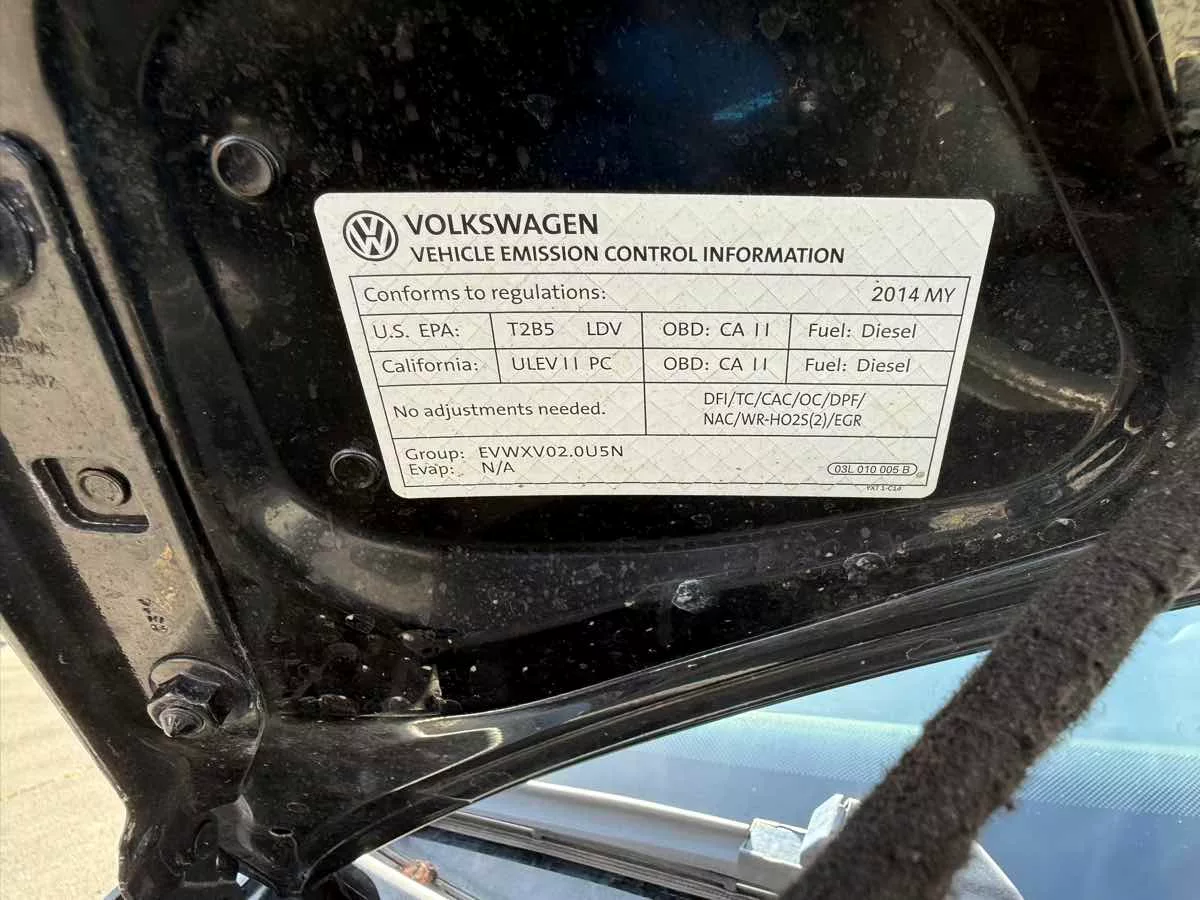 VOLKSWAGEN
VEHICLE EMISSION CONTROL INFORMATION
Conforms to regulations: 2014 MY
U.S. EPA: T2B5 LDV OBD: CA II Fuel: Diesel
California: ULEV II PC OBD: CA II Fuel: Diesel
No adjustments needed. DFI/TC/CAC/OC/DPF/
NAC/WR-HO2S(2)/EGR
Group: EVWXV02.0U5N
Evap: N/A 03L 010 005 B